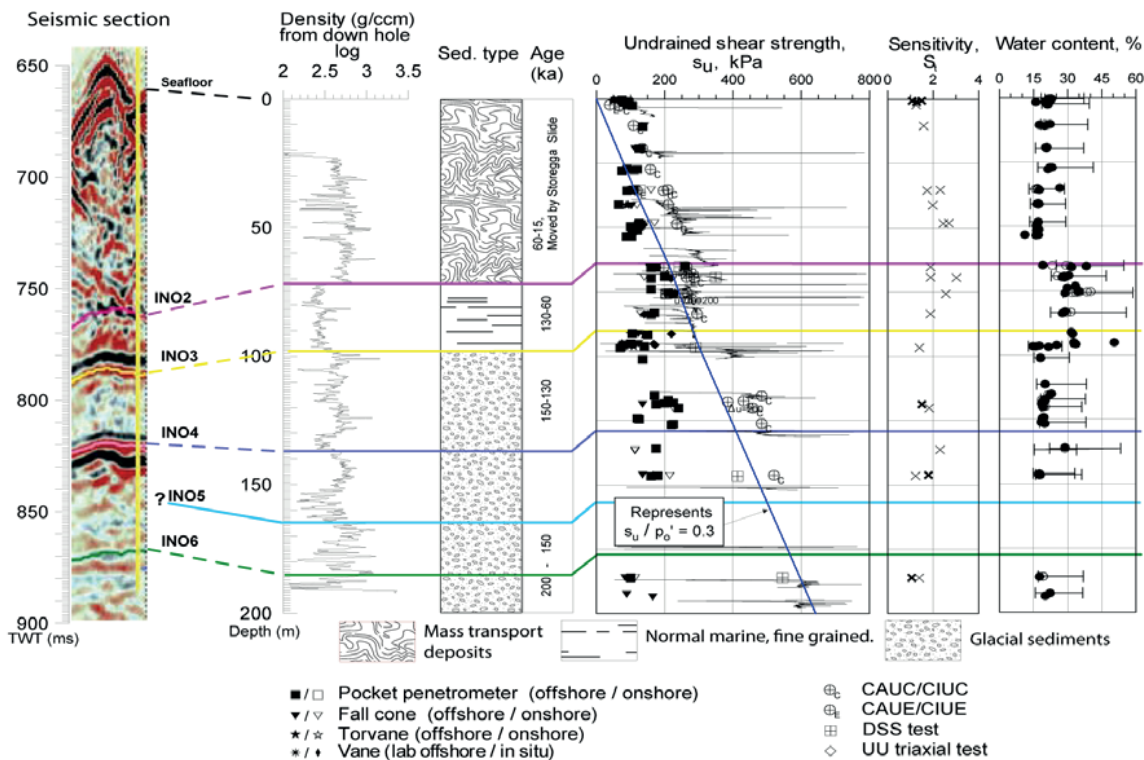 Seismic section
Density (g/ccm)
from down hole
log
2 2.5 3 3.5
Sed. type
Age
(ka)
Undrained shear strength,
s_u, kPa
0 200 400 600 800
Sensitivity,
S_t
0 2 4
Water content, %
0 15 30 45 60
650
700
750
800
850
900
TWT (ms)
Seafloor
INO2
INO3
INO4
? INO5
INO6
0
50
100
150
200
Depth (m)
60-15,
Moved by Storegga Slide
130-60
150-130
200 - 150
Represents
s_u / p_o' = 0.3
Mass transport
deposits
Normal marine, fine grained.
Glacial sediments
■ / □ Pocket penetrometer (offshore / onshore)
▼ / ▽ Fall cone (offshore / onshore)
★ / ☆ Torvane (offshore / onshore)
✴ / ♦ Vane (lab offshore / in situ)
⊕C CAUC/CIUC
⊕E CAUE/CIUE
⊞ DSS test
◇ UU triaxial test